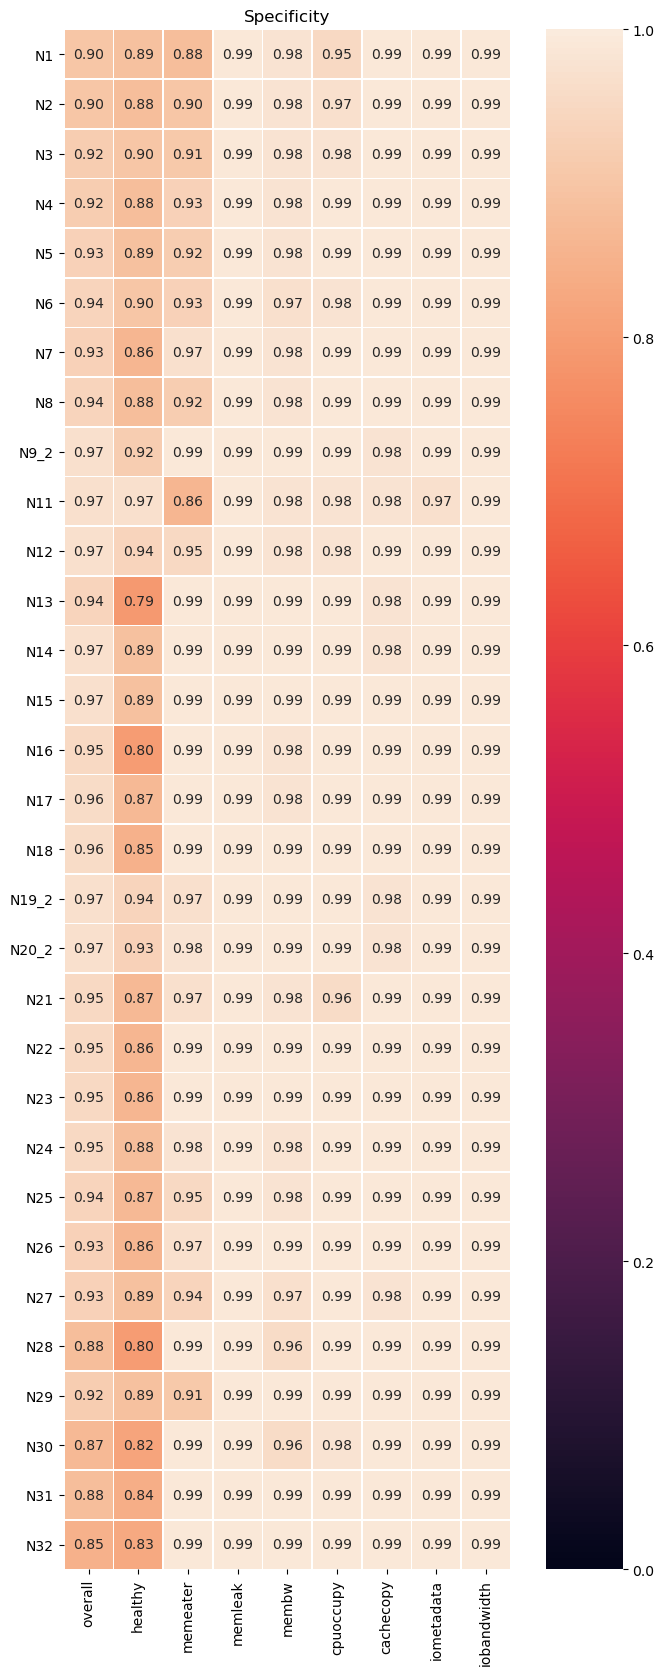 Specificity
N1 0.90 0.89 0.88 0.99 0.98 0.95 0.99 0.99 0.99
N2 0.90 0.88 0.90 0.99 0.98 0.97 0.99 0.99 0.99
N3 0.92 0.90 0.91 0.99 0.98 0.98 0.99 0.99 0.99
N4 0.92 0.88 0.93 0.99 0.98 0.99 0.99 0.99 0.99
N5 0.93 0.89 0.92 0.99 0.98 0.99 0.99 0.99 0.99
N6 0.94 0.90 0.93 0.99 0.97 0.98 0.99 0.99 0.99
N7 0.93 0.86 0.97 0.99 0.98 0.99 0.99 0.99 0.99
N8 0.94 0.88 0.92 0.99 0.98 0.99 0.99 0.99 0.99
N9_2 0.97 0.92 0.99 0.99 0.99 0.99 0.98 0.99 0.99
N11 0.97 0.97 0.86 0.99 0.98 0.98 0.98 0.97 0.99
N12 0.97 0.94 0.95 0.99 0.98 0.98 0.99 0.99 0.99
N13 0.94 0.79 0.99 0.99 0.99 0.99 0.98 0.99 0.99
N14 0.97 0.89 0.99 0.99 0.99 0.99 0.98 0.99 0.99
N15 0.97 0.89 0.99 0.99 0.99 0.99 0.99 0.99 0.99
N16 0.95 0.80 0.99 0.99 0.98 0.99 0.99 0.99 0.99
N17 0.96 0.87 0.99 0.99 0.98 0.99 0.99 0.99 0.99
N18 0.96 0.85 0.99 0.99 0.99 0.99 0.99 0.99 0.99
N19_2 0.97 0.94 0.97 0.99 0.99 0.99 0.98 0.99 0.99
N20_2 0.97 0.93 0.98 0.99 0.99 0.99 0.98 0.99 0.99
N21 0.95 0.87 0.97 0.99 0.98 0.96 0.99 0.99 0.99
N22 0.95 0.86 0.99 0.99 0.99 0.99 0.99 0.99 0.99
N23 0.95 0.86 0.99 0.99 0.99 0.99 0.99 0.99 0.99
N24 0.95 0.88 0.98 0.99 0.98 0.99 0.99 0.99 0.99
N25 0.94 0.87 0.95 0.99 0.98 0.99 0.99 0.99 0.99
N26 0.93 0.86 0.97 0.99 0.99 0.99 0.99 0.99 0.99
N27 0.93 0.89 0.94 0.99 0.97 0.99 0.98 0.99 0.99
N28 0.88 0.80 0.99 0.99 0.96 0.99 0.99 0.99 0.99
N29 0.92 0.89 0.91 0.99 0.99 0.99 0.99 0.99 0.99
N30 0.87 0.82 0.99 0.99 0.96 0.98 0.99 0.99 0.99
N31 0.88 0.84 0.99 0.99 0.99 0.99 0.99 0.99 0.99
N32 0.85 0.83 0.99 0.99 0.99 0.99 0.99 0.99 0.99
overall
healthy
memeater
memleak
membw
cpuoccupy
cachecopy
iometadata
iobandwidth
1.0
0.8
0.6
0.4
0.2
0.0